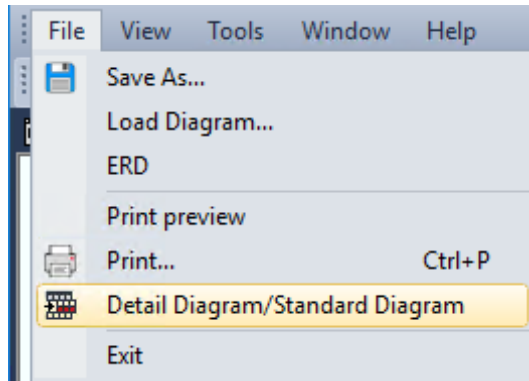 File View Tools Window Help
Save As...
Load Diagram...
ERD
Print preview
Print... Ctrl+P
Detail Diagram/Standard Diagram
Exit